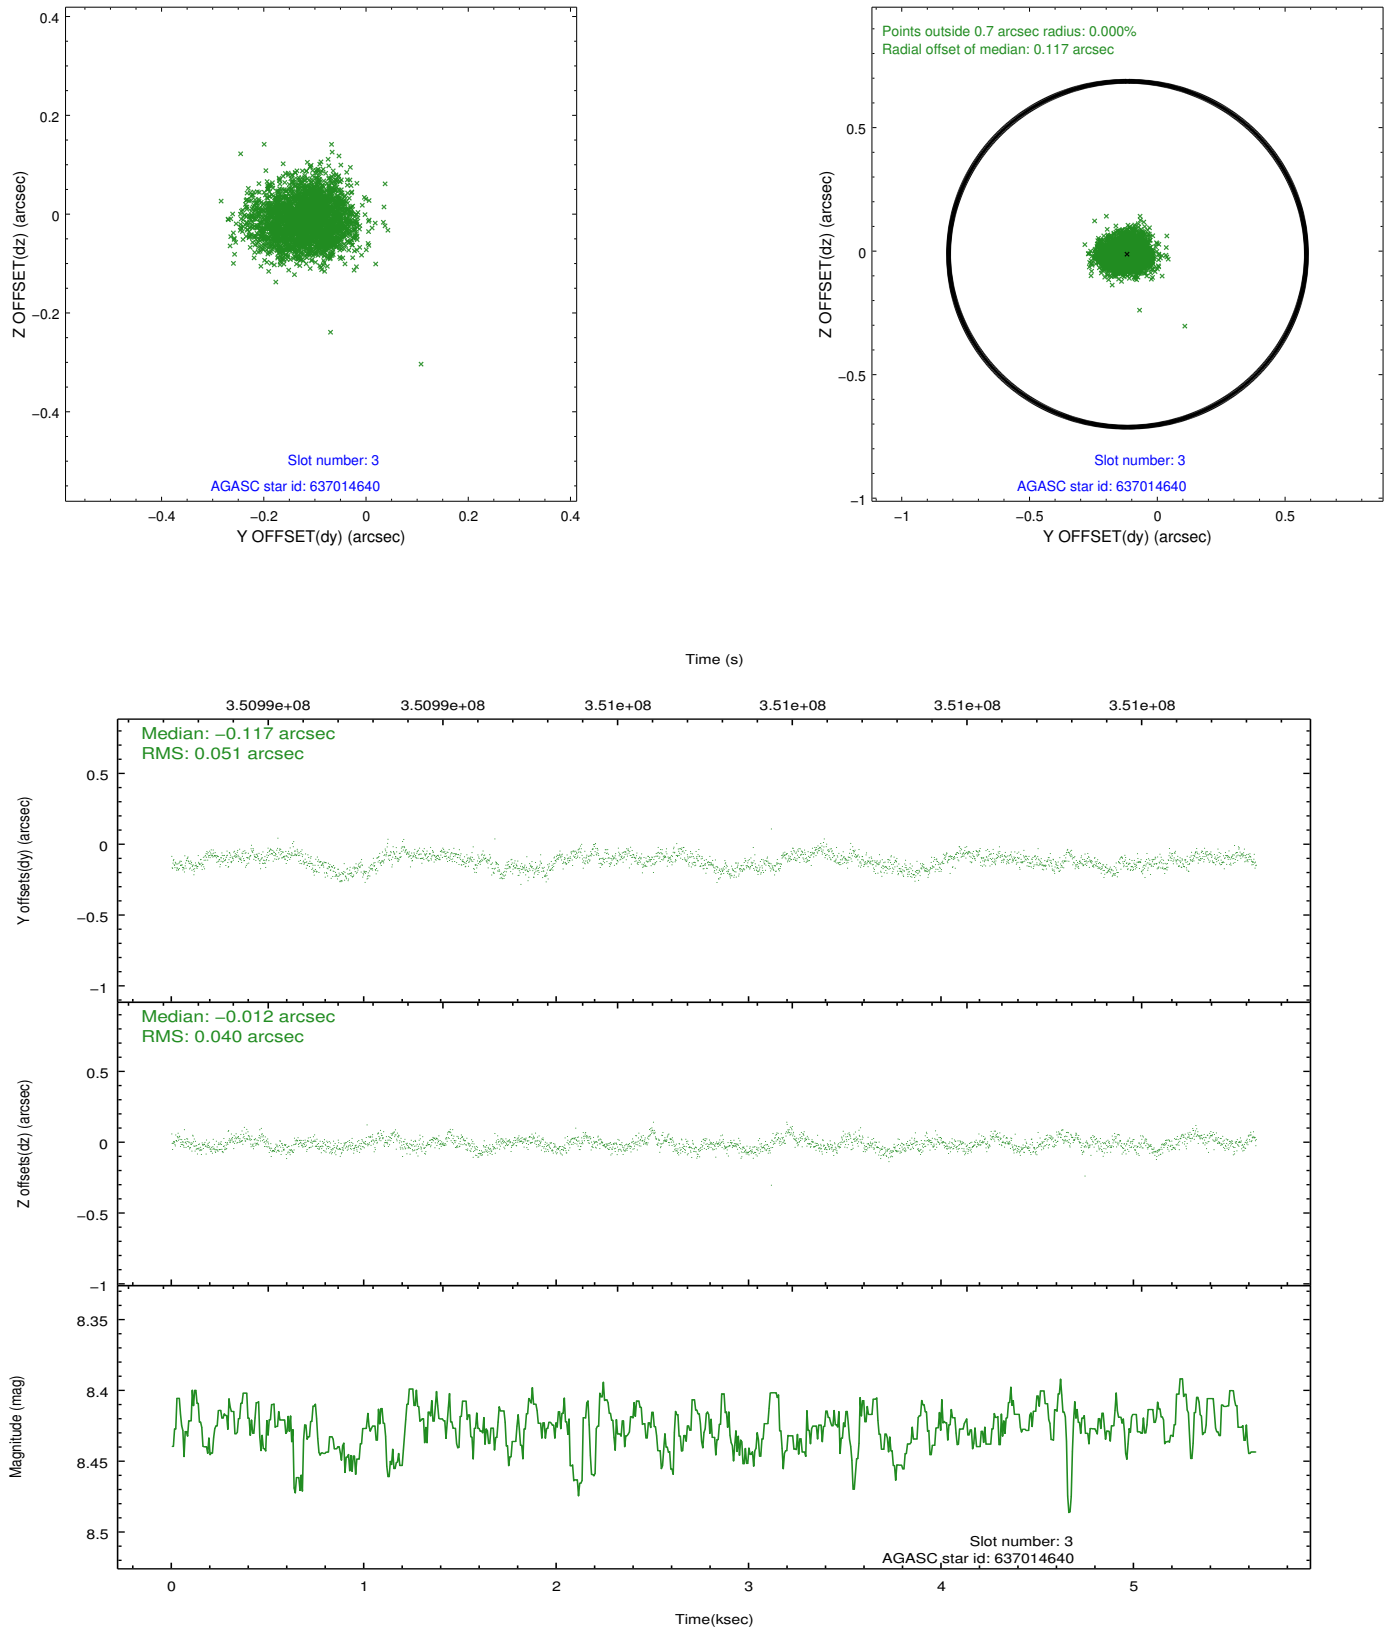 0.4
0.2
0
−0.2
−0.4
Z OFFSET(dz) (arcsec)
Slot number: 3
AGASC star id: 637014640
−0.4
−0.2
0
0.2
0.4
Y OFFSET(dy) (arcsec)
Points outside 0.7 arcsec radius: 0.000%
Radial offset of median: 0.117 arcsec
0.5
0
−0.5
−1
Z OFFSET(dz) (arcsec)
Slot number: 3
AGASC star id: 637014640
−1
−0.5
0
0.5
Y OFFSET(dy) (arcsec)
Time (s)
3.5099e+08
3.5099e+08
3.51e+08
3.51e+08
3.51e+08
3.51e+08
Median: −0.117 arcsec
RMS: 0.051 arcsec
0.5
0
−0.5
−1
Y offsets(dy) (arcsec)
Median: −0.012 arcsec
RMS: 0.040 arcsec
0.5
0
−0.5
−1
Z offsets(dz) (arcsec)
8.35
8.4
8.45
8.5
Magnitude (mag)
Slot number: 3
AGASC star id: 637014640
0
1
2
3
4
5
Time(ksec)